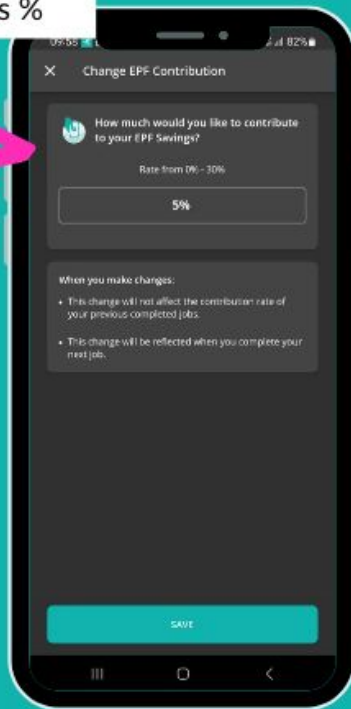 s %
09:55
82%
Change EPF Contribution
How much would you like to contribute
to your EPF Savings?
Rate from 0% - 30%
5%
When you make changes:
• This change will not affect the contribution rate of
your previous completed jobs.
• This change will be reflected when you complete your
next job.
SAVE